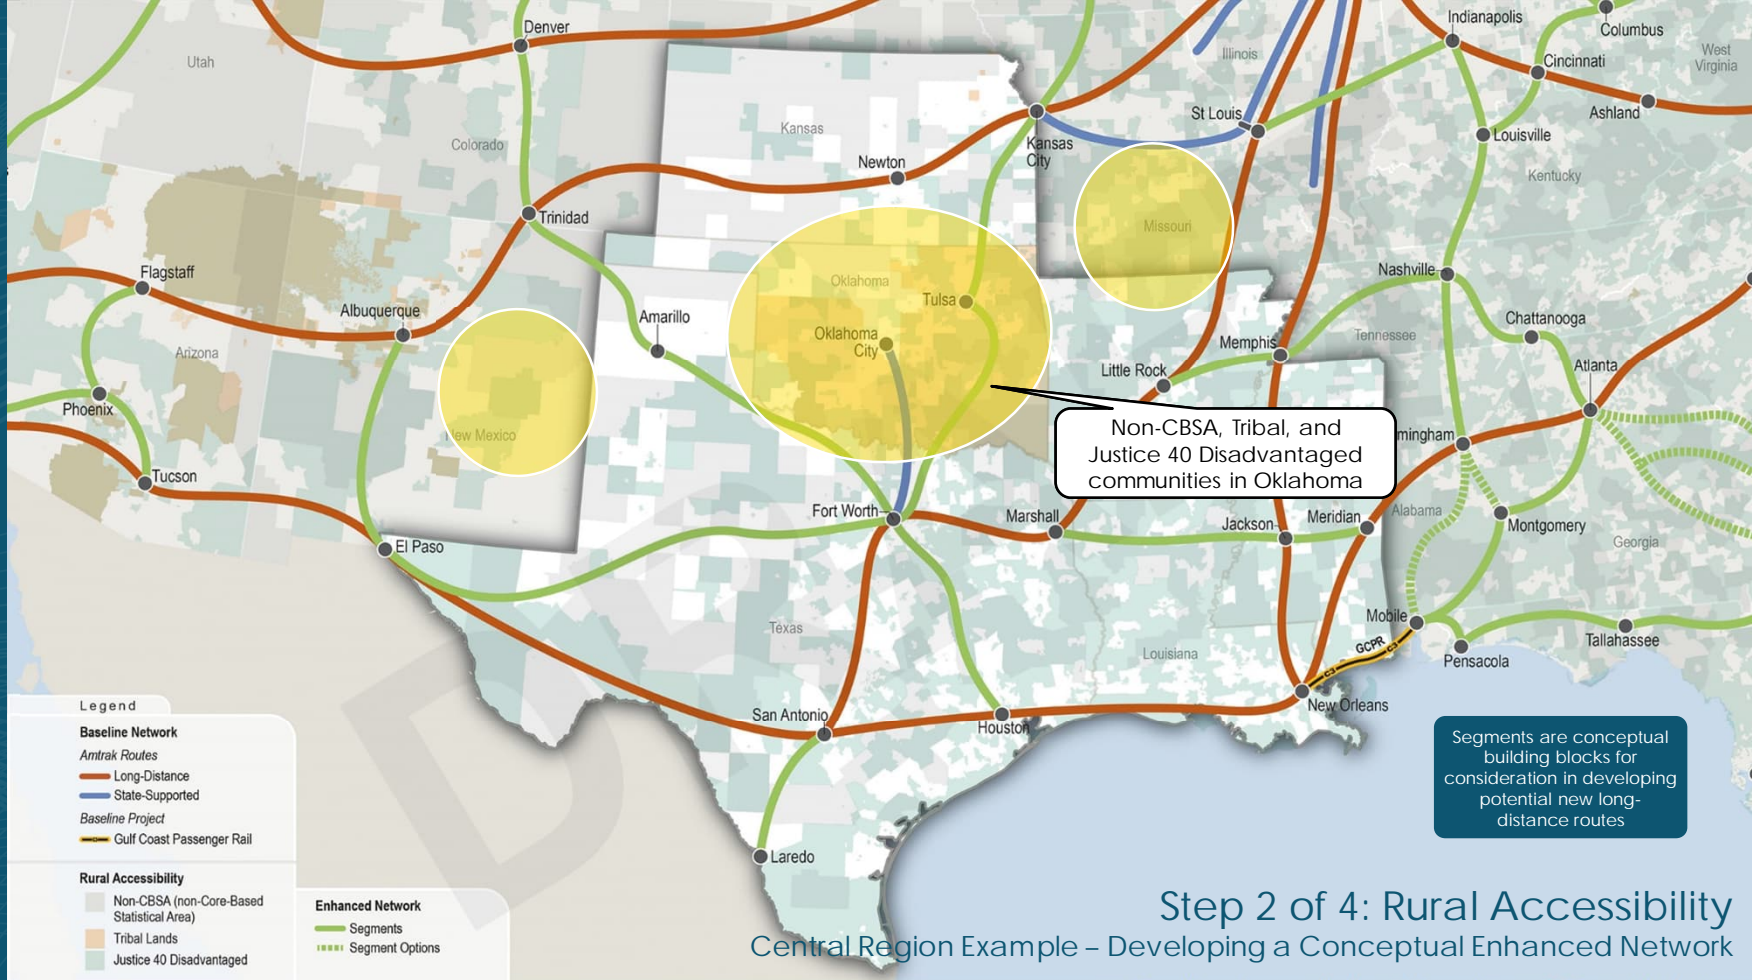 Denver
Indianapolis
Columbus
West
Virginia
Utah
Illinois
Cincinnati
Ashland
St Louis
Kansas
Colorado
Kansas
City
Louisville
Newton
Kentucky
Trinidad
Missouri
Flagstaff
Nashville
Oklahoma
Tulsa
Albuquerque
Amarillo
Oklahoma
City
Chattanooga
Tennessee
Memphis
Arizona
Little Rock
Atlanta
Phoenix
New Mexico
Non-CBSA, Tribal, and
Justice 40 Disadvantaged
communities in Oklahoma
mingham
Tucson
Fort Worth
Marshall
Jackson
Meridian
Alabama
Montgomery
Georgia
El Paso
Texas
Mobile
Tallahassee
Louisiana
GCPR
Pensacola
San Antonio
Houston
New Orleans
Laredo
Segments are conceptual
building blocks for
consideration in developing
potential new long-
distance routes
Legend
Baseline Network
Amtrak Routes
Long-Distance
State-Supported
Baseline Project
Gulf Coast Passenger Rail
Rural Accessibility
Non-CBSA (non-Core-Based
Statistical Area)
Tribal Lands
Justice 40 Disadvantaged
Enhanced Network
Segments
Segment Options
Step 2 of 4: Rural Accessibility
Central Region Example – Developing a Conceptual Enhanced Network